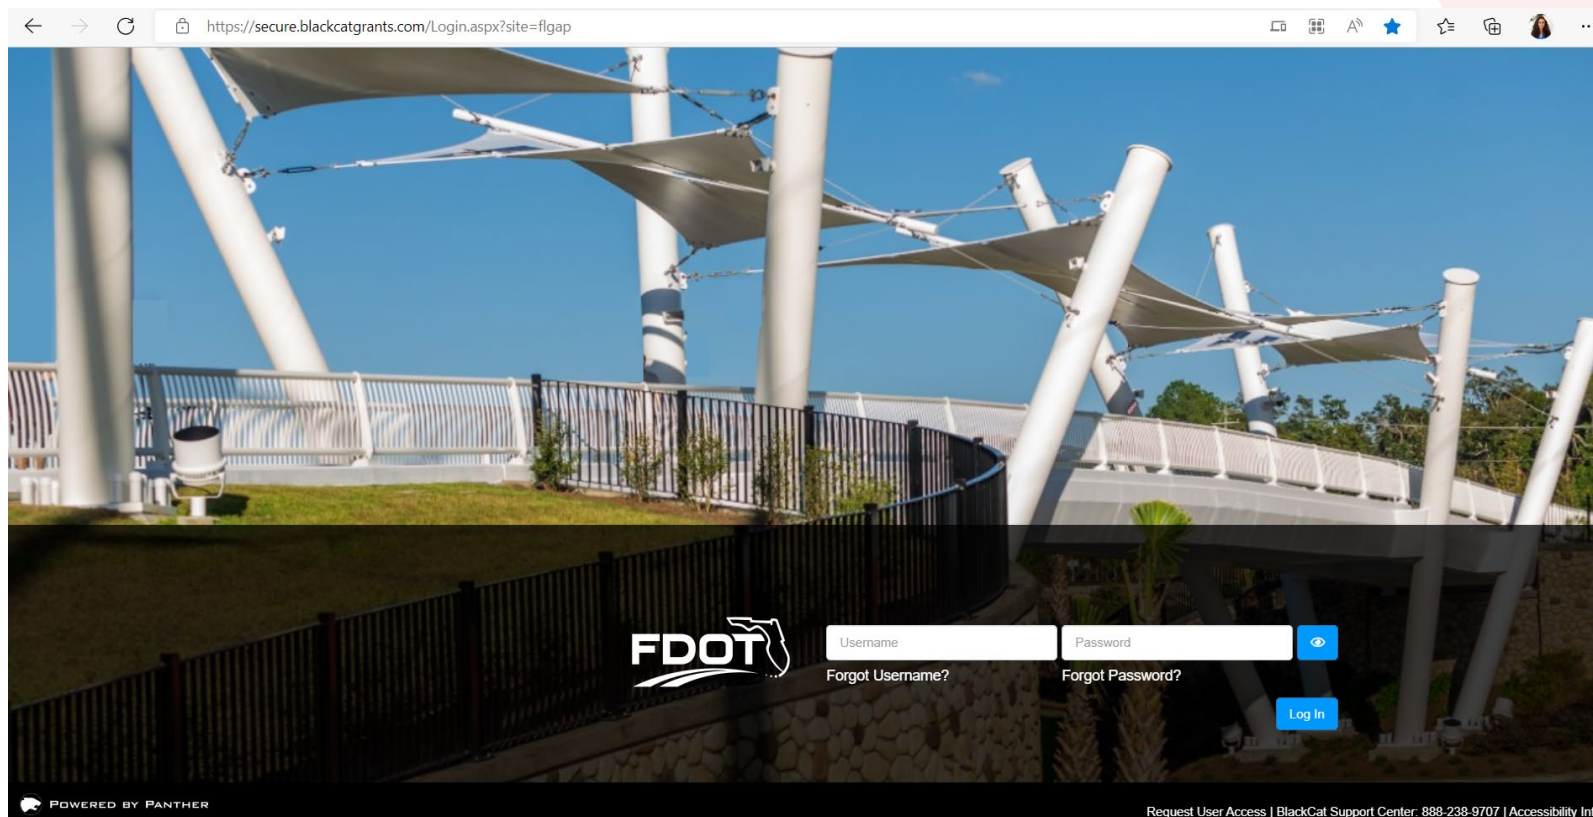 https://secure.blackcatgrants.com/Login.aspx?site=flgap
FDOT
Username
Password
Forgot Username?
Forgot Password?
Log In
POWERED BY PANTHER
Request User Access | BlackCat Support Center: 888-238-9707 | Accessibility Inf